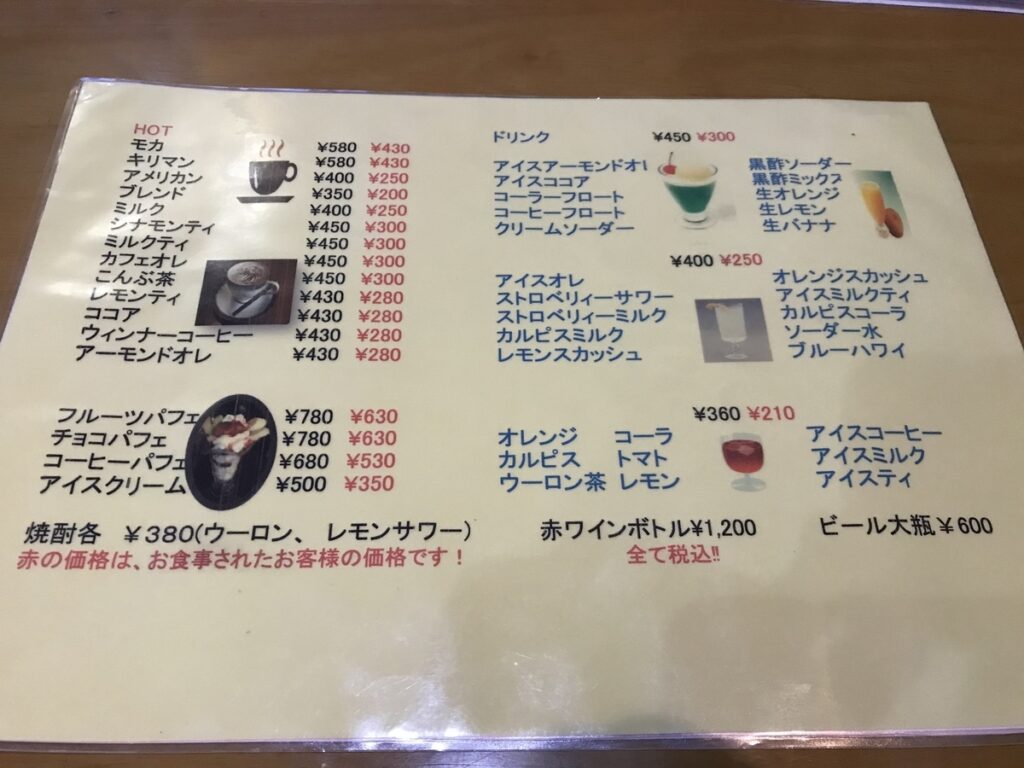 HOT
モカ ¥580 ¥430
キリマン ¥580 ¥430
アメリカン ¥400 ¥250
ブレンド ¥350 ¥200
ミルク ¥400 ¥250
シナモンティ ¥450 ¥300
ミルクティ ¥450 ¥300
カフェオレ ¥450 ¥300
こんぶ茶 ¥450 ¥300
レモンティ ¥430 ¥280
ココア ¥430 ¥280
ウィンナーコーヒー ¥430 ¥280
アーモンドオレ ¥430 ¥280
フルーツパフェ ¥780 ¥630
チョコパフェ ¥780 ¥630
コーヒーパフェ ¥680 ¥530
アイスクリーム ¥500 ¥350
ドリンク ¥450 ¥300
アイスアーモンドオレ 黒酢ソーダー
アイスココア 黒酢ミックス
コーラーフロート 生オレンジ
コーヒーフロート 生レモン
クリームソーダー 生バナナ
¥400 ¥250
アイスオレ オレンジスカッシュ
ストロベリィーサワー アイスミルクティ
ストロベリィーミルク カルピスコーラ
カルピスミルク ソーダー水
レモンスカッシュ ブルーハワイ
¥360 ¥210
オレンジ コーラ アイスコーヒー
カルピス トマト アイスミルク
ウーロン茶 レモン アイスティ
焼酎各 ¥380(ウーロン、レモンサワー) 赤ワインボトル¥1,200 ビール大瓶¥600
赤の価格は、お食事されたお客様の価格です! 全て税込!!